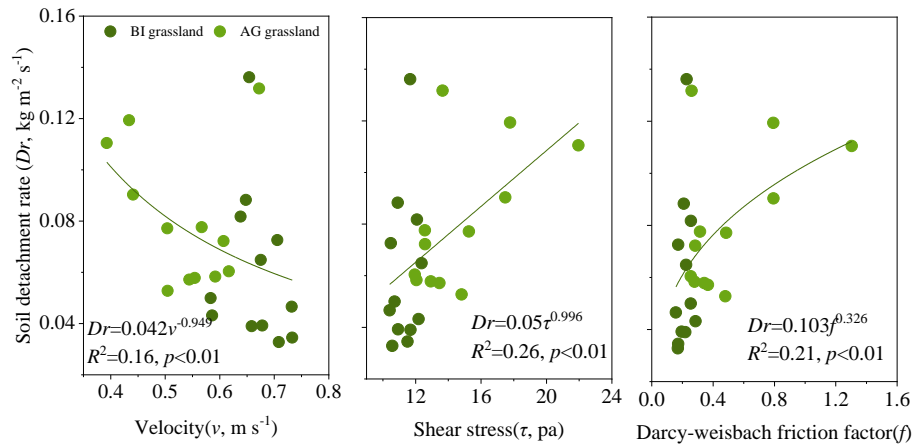 0.16
0.12
0.08
0.04
Soil detachment rate (Dr, kg m⁻² s⁻¹)
BI grassland AG grassland
Dr=0.042v⁻⁰·⁹⁴⁹
R²=0.16, p<0.01
0.4 0.5 0.6 0.7 0.8
Velocity(v, m s⁻¹)
Dr=0.05τ⁰·⁹⁹⁶
R²=0.26, p<0.01
12 15 18 21 24
Shear stress(τ, pa)
Dr=0.103f⁰·³²⁶
R²=0.21, p<0.01
0.0 0.4 0.8 1.2 1.6
Darcy-weisbach friction factor(f)